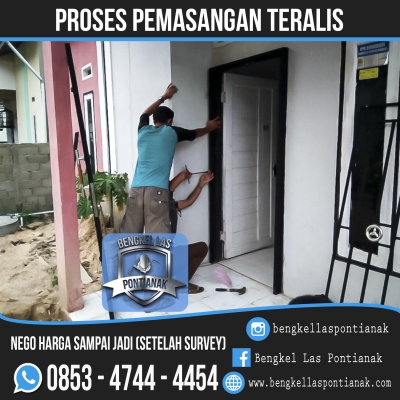 PROSES PEMASANGAN TERALIS
BENGKEL LAS
PONTIANAK
NEGO HARGA SAMPAI JADI (SETELAH SURVEY)
0853 - 4744 - 4454
bengkellaspontianak
Bengkel Las Pontianak
www.bengkellaspontianak.com